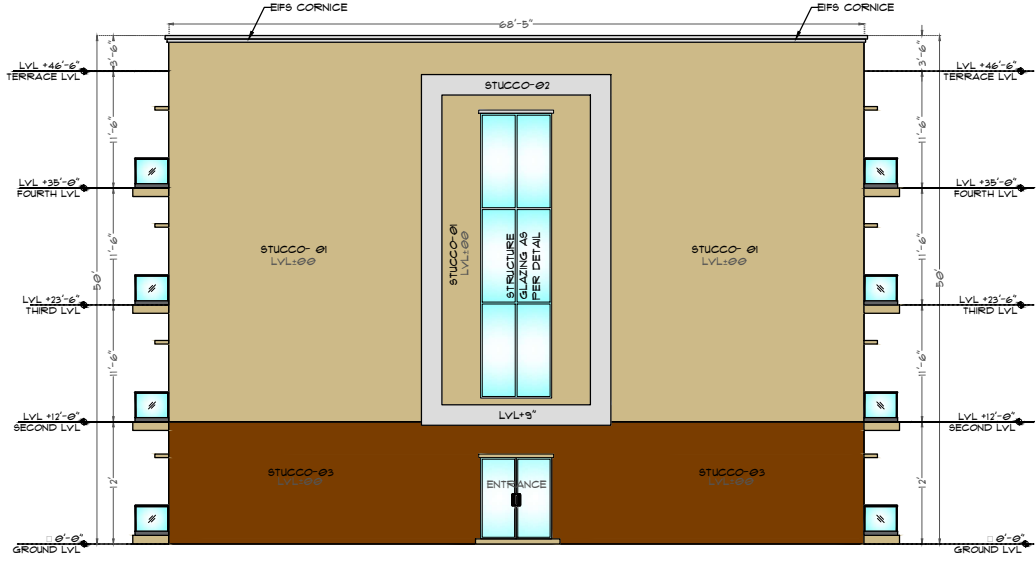 EIFS CORNICE
EIFS CORNICE
68'-5"
3'-6"
3'-6"
LVL +46'-6"
TERRACE LVL
LVL +46'-6"
TERRACE LVL
STUCCO-02
11'-6"
11'-6"
LVL +35'-0"
FOURTH LVL
LVL +35'-0"
FOURTH LVL
STUCCO- 01
LVL±00
STUCCO-01
LVL±00
STRUCTURE
GLAZING AS
PER DETAIL
STUCCO- 01
LVL±00
11'-6"
11'-6"
50'
50'
LVL +23'-6"
THIRD LVL
LVL +23'-6"
THIRD LVL
11'-6"
11'-6"
LVL +12'-0"
SECOND LVL
LVL+9"
LVL +12'-0"
SECOND LVL
STUCCO-03
LVL±00
STUCCO-03
LVL±00
ENTRANCE
12'
12'
0'-0"
GROUND LVL
0'-0"
GROUND LVL